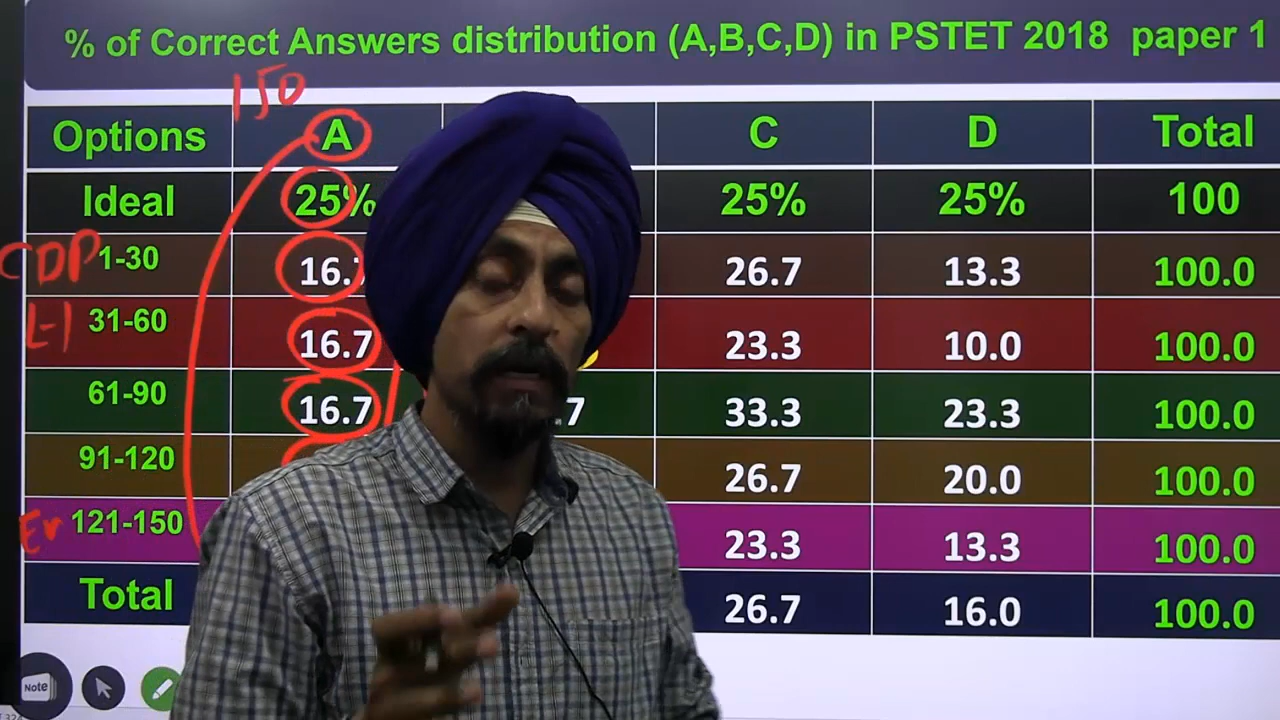 % of Correct Answers distribution (A,B,C,D) in PSTET 2018 paper 1
150
Options A C D Total
Ideal 25% 25% 25% 100
CDP 1-30 16.7 26.7 13.3 100.0
L-1 31-60 16.7 23.3 10.0 100.0
61-90 16.7 33.3 23.3 100.0
91-120 26.7 20.0 100.0
Ev 121-150 23.3 13.3 100.0
Total 26.7 16.0 100.0
Note